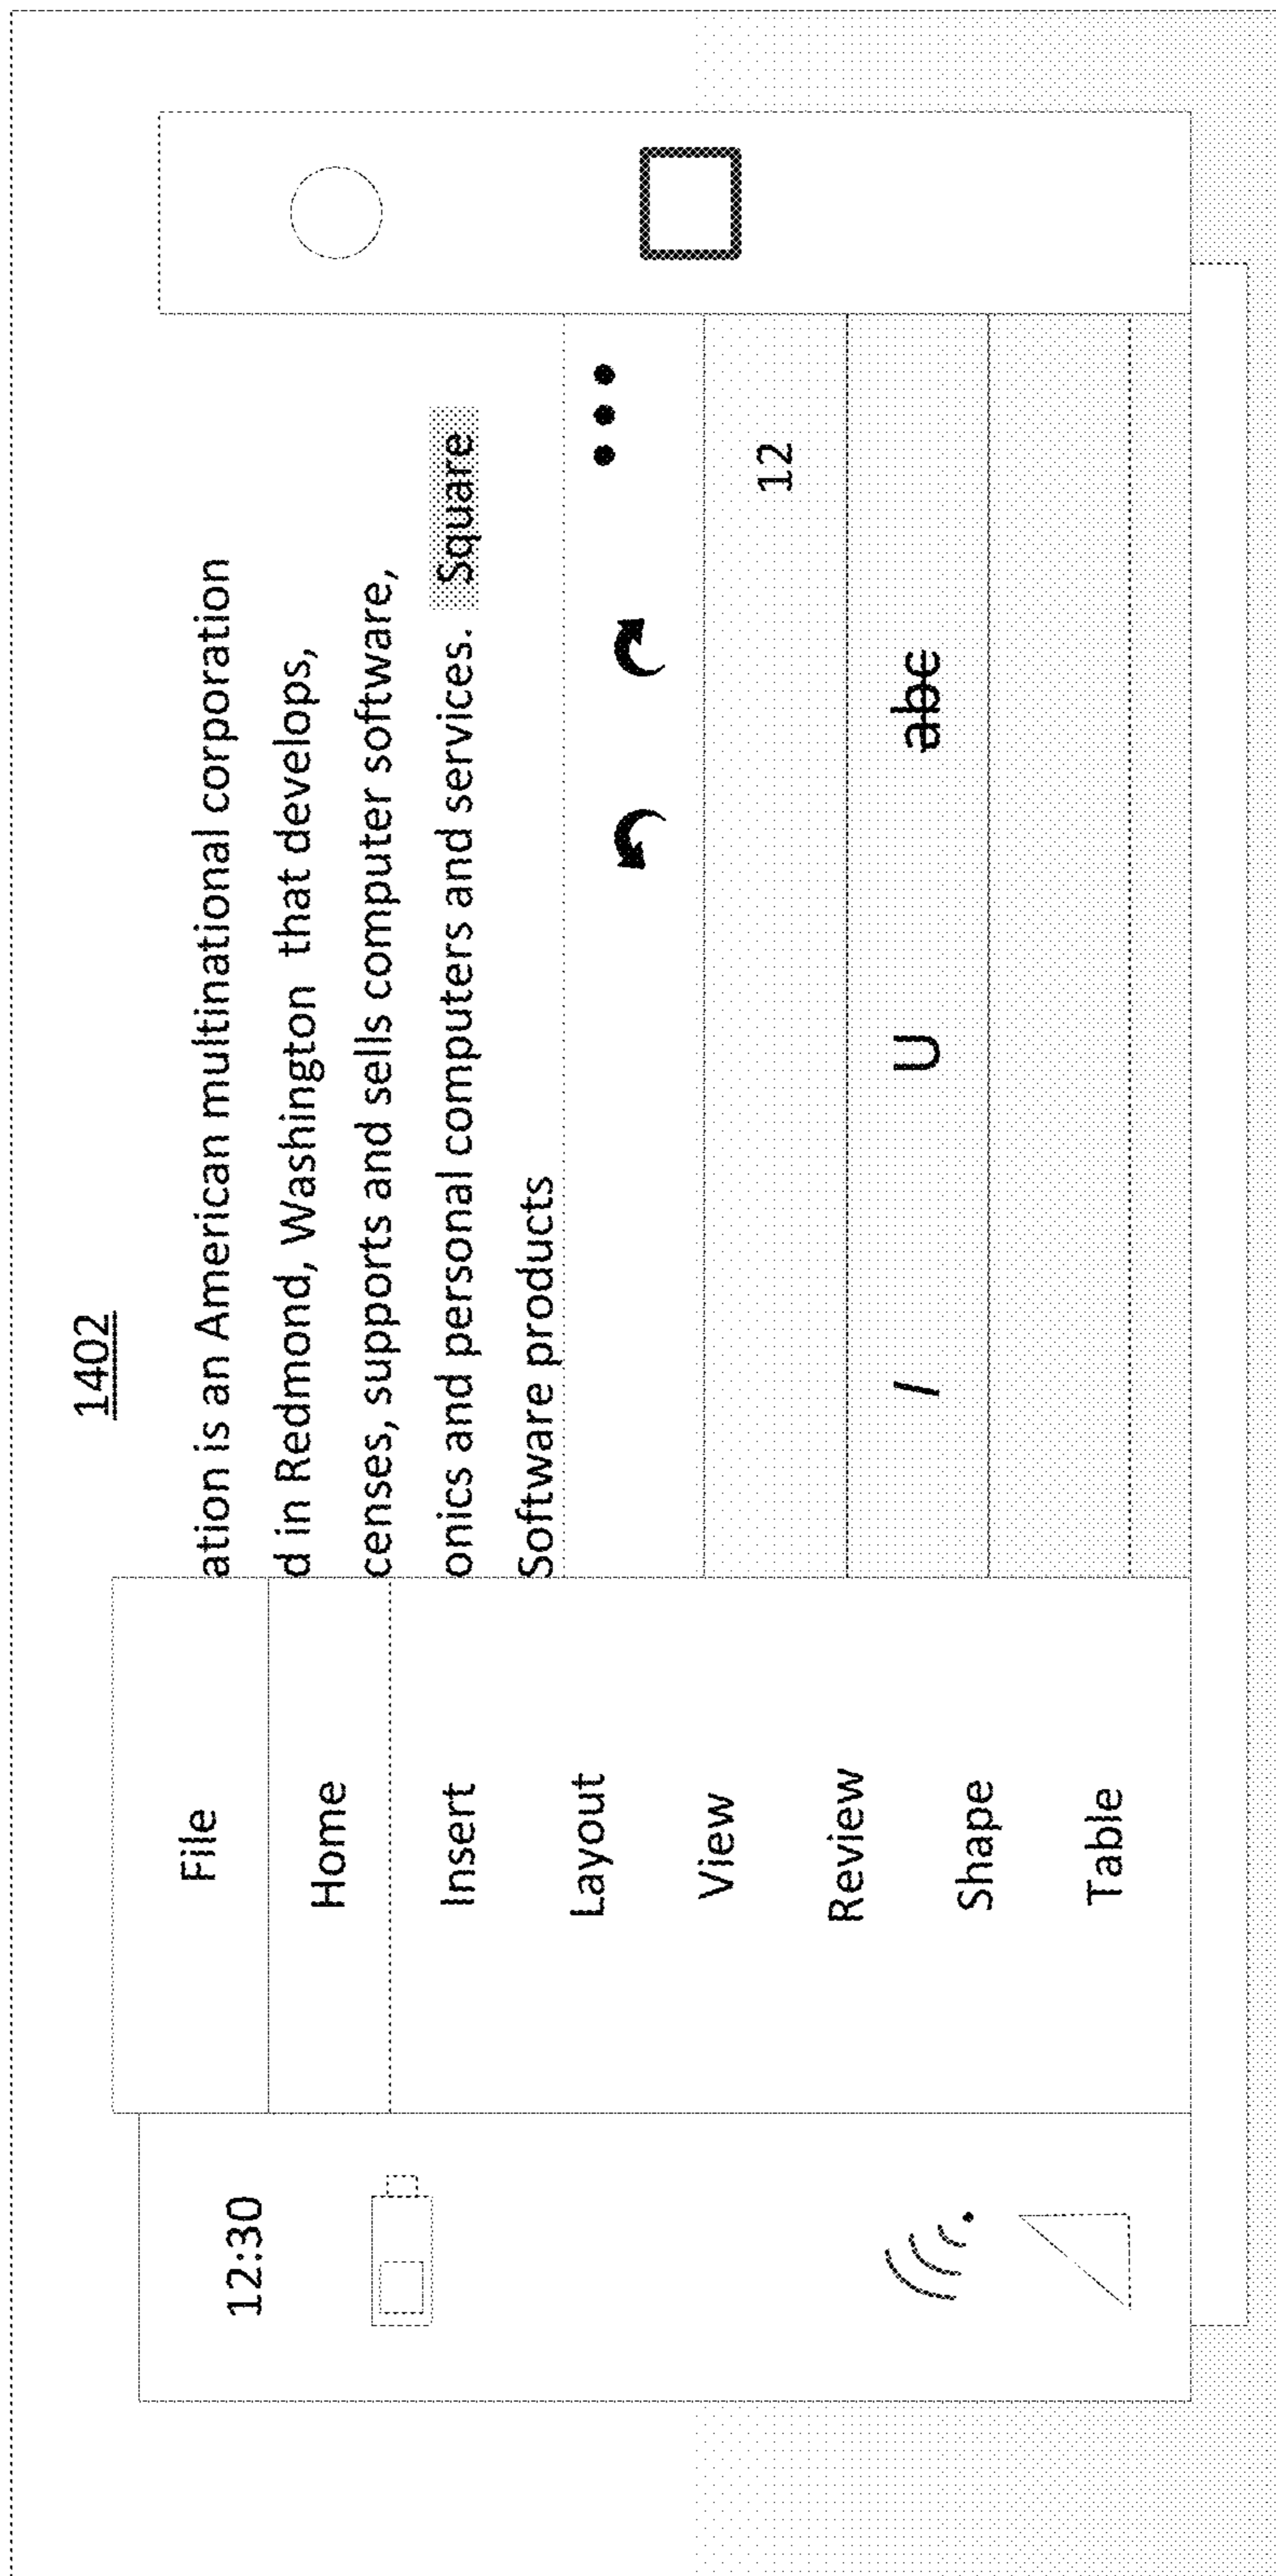 1402
12:30
File
Home
Insert
Layout
View
Review
Shape
Table
ation is an American multinational corporation
d in Redmond, Washington that develops,
censes, supports and sells computer software,
onics and personal computers and services. Square
Software products
12
I U abc